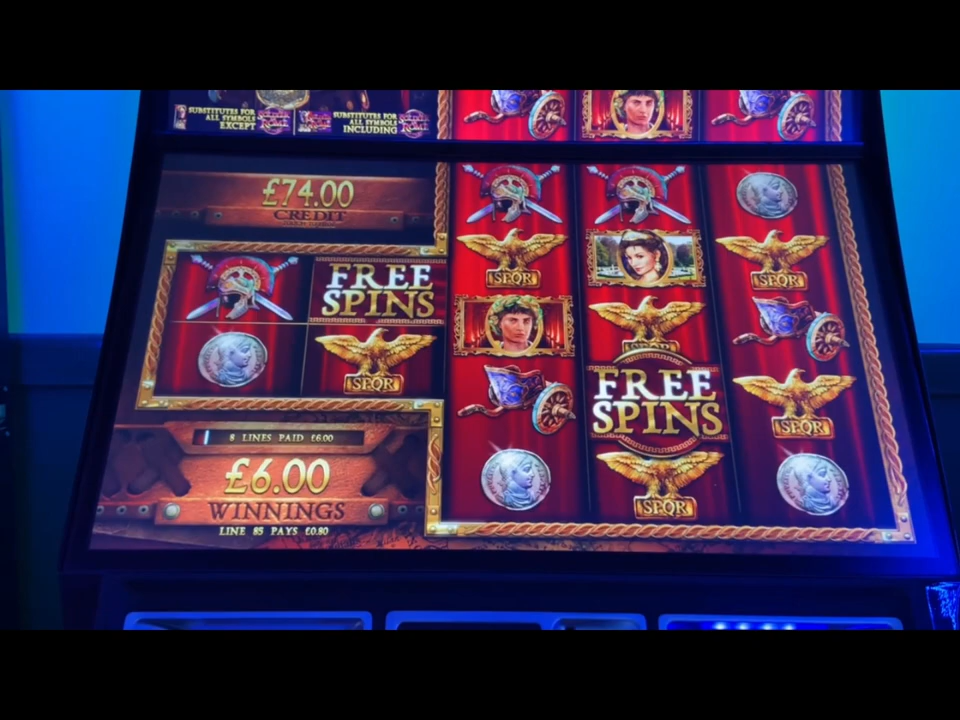 SUBSTITUTES FOR
ALL SYMBOLS
EXCEPT
SUBSTITUTES FOR
ALL SYMBOLS
INCLUDING
£74.00
CREDIT
FREE
SPINS
SPQR
SPQR
SPQR
SPQR
FREE
SPINS
SPQR
SPQR
8 LINES PAID £6.00
£6.00
WINNINGS
LINE 85 PAYS £0.80